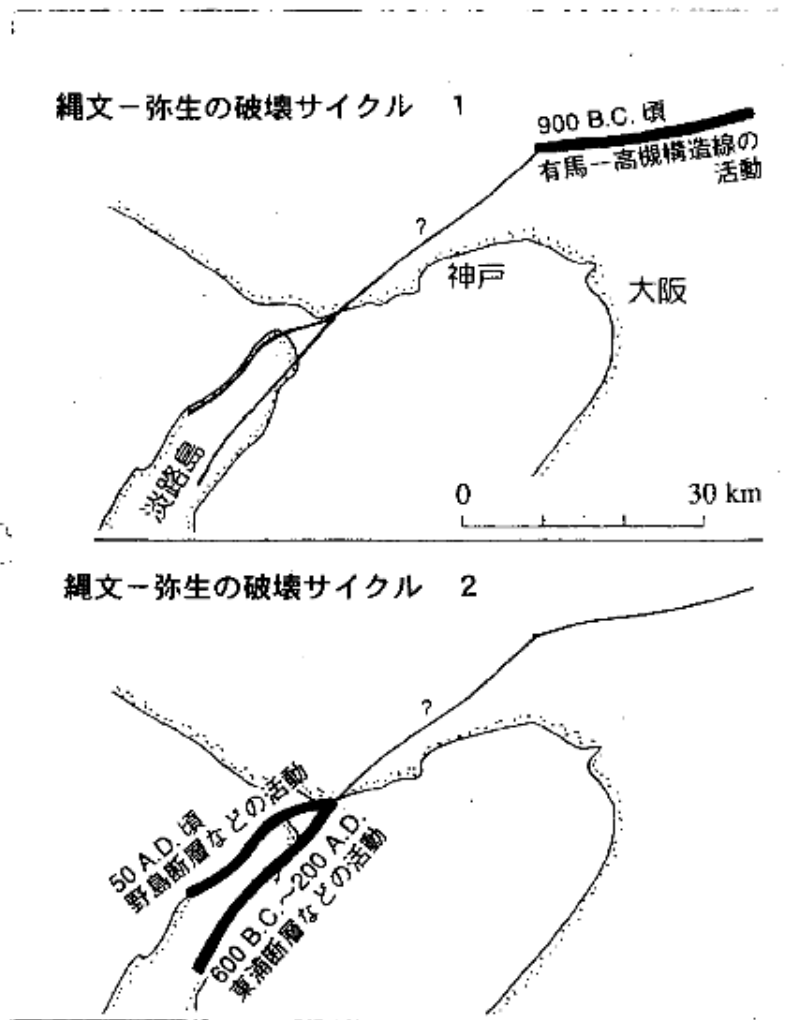 縄文－弥生の破壊サイクル　1
900 B.C. 頃
有馬－高槻構造線の
活動
?
神戸
大阪
淡路島
0 30 km
縄文－弥生の破壊サイクル　2
?
50 A.D. 頃
野島断層などの活動
600 B.C.～200 A.D.
東浦断層などの活動